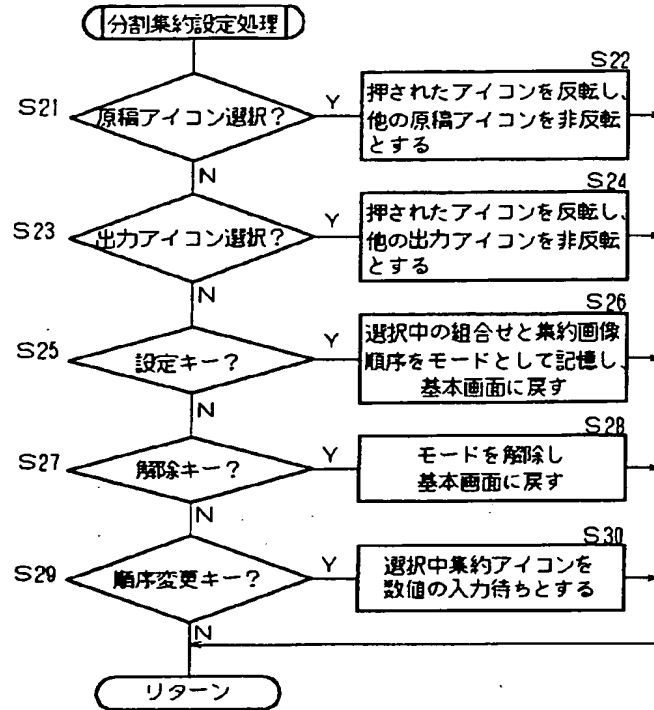 分割集約設定処理
S21
原稿アイコン選択?
Y
S22
押されたアイコンを反転し、
他の原稿アイコンを非反転
とする
N
S23
出力アイコン選択?
Y
S24
押されたアイコンを反転し、
他の出力アイコンを非反転
とする
N
S25
設定キー?
Y
S26
選択中の組合せと集約画像
順序をモードとして記憶し、
基本画面に戻す
N
S27
解除キー?
Y
S28
モードを解除し
基本画面に戻す
N
S29
順序変更キー?
Y
S30
選択中集約アイコンを
数値の入力待ちとする
N
リターン